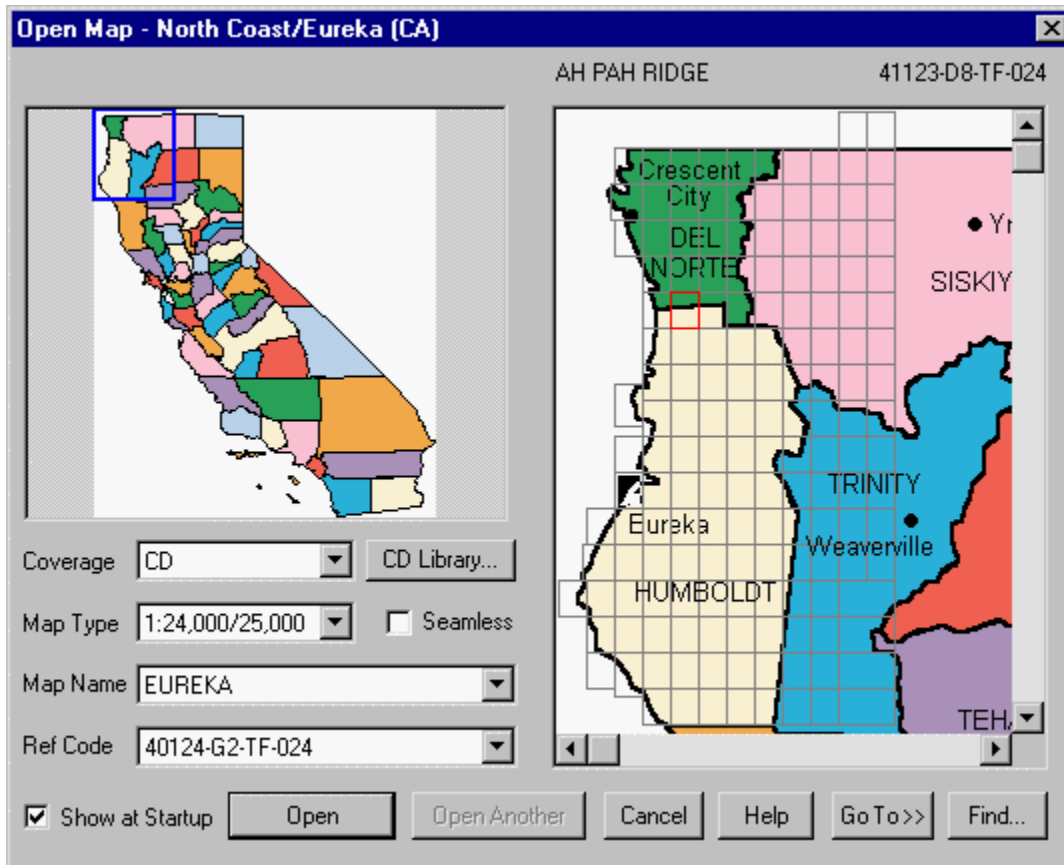 Open Map - North Coast/Eureka (CA)
AH PAH RIDGE 41123-D8-TF-024
Crescent
City
DEL
NORTE
Yr
SISKIY
TRINITY
Eureka
Weaverville
HUMBOLDT
TEHA
Coverage CD CD Library...
Map Type 1:24,000/25,000 Seamless
Map Name EUREKA
Ref Code 40124-G2-TF-024
Show at Startup Open Open Another Cancel Help Go To >> Find...